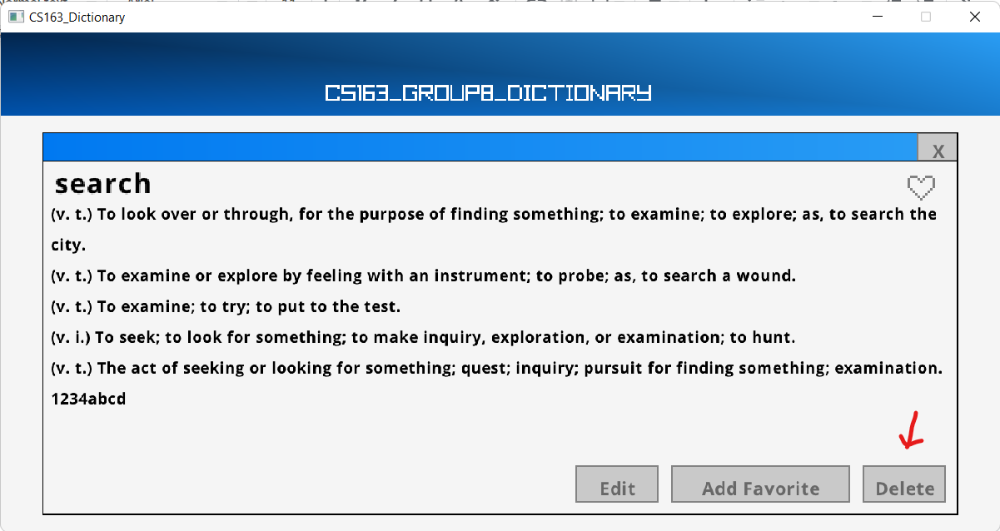 CS163_Dictionary
CS163_GROUP8_DICTIONARY
X
search
(v. t.) To look over or through, for the purpose of finding something; to examine; to explore; as, to search the
city.
(v. t.) To examine or explore by feeling with an instrument; to probe; as, to search a wound.
(v. t.) To examine; to try; to put to the test.
(v. i.) To seek; to look for something; to make inquiry, exploration, or examination; to hunt.
(v. t.) The act of seeking or looking for something; quest; inquiry; pursuit for finding something; examination.
1234abcd
Edit Add Favorite Delete